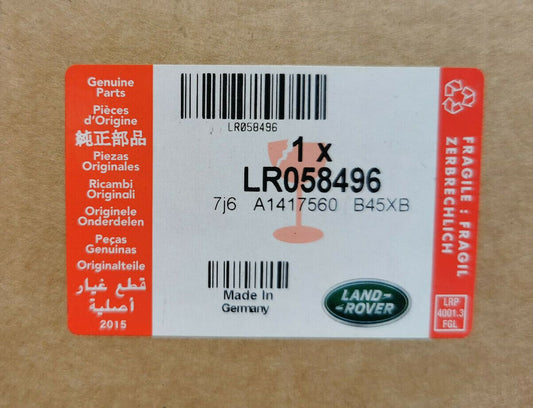 Genuine
Parts
Pièces
d'Origine
純正部品
Piezas
Originales
Ricambi
Originali
Originele
Onderdelen
Peças
Genuinas
Originalteile
قطع غيار
أصلية
2015
LR058496
1 x
LR058496
7j6 A1417560 B45XB
Made In
Germany
LAND-
-ROVER
FRAGILE : FRAGIL
ZERBRECHLICH
LRP
4001.3
FGL